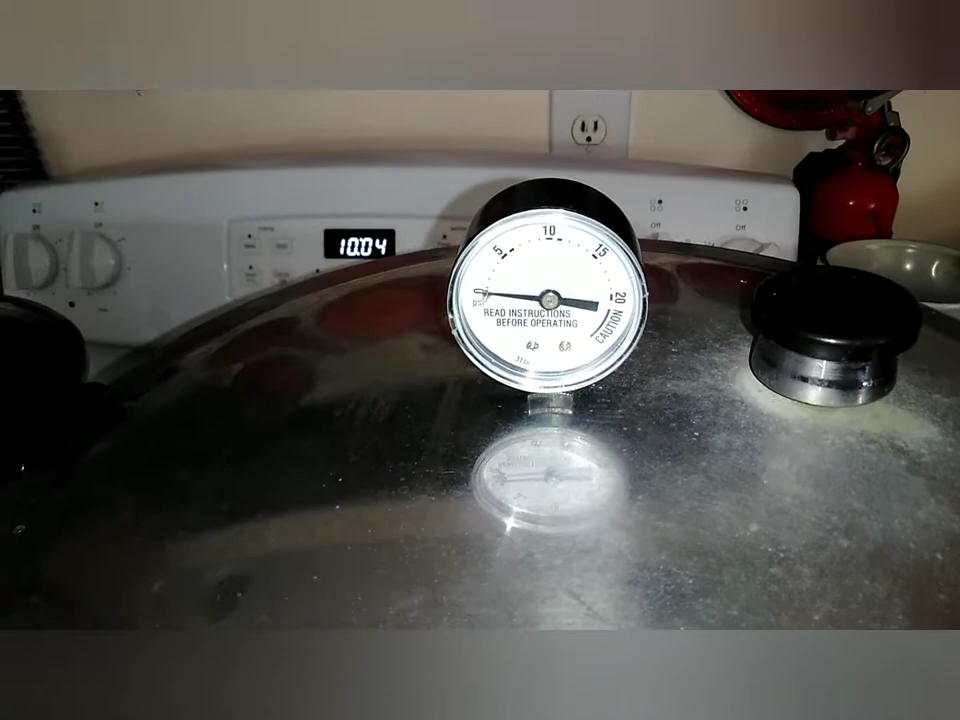 10:04
0 5 10 15 20
psi
READ INSTRUCTIONS
BEFORE OPERATING
CAUTION
Off
Off